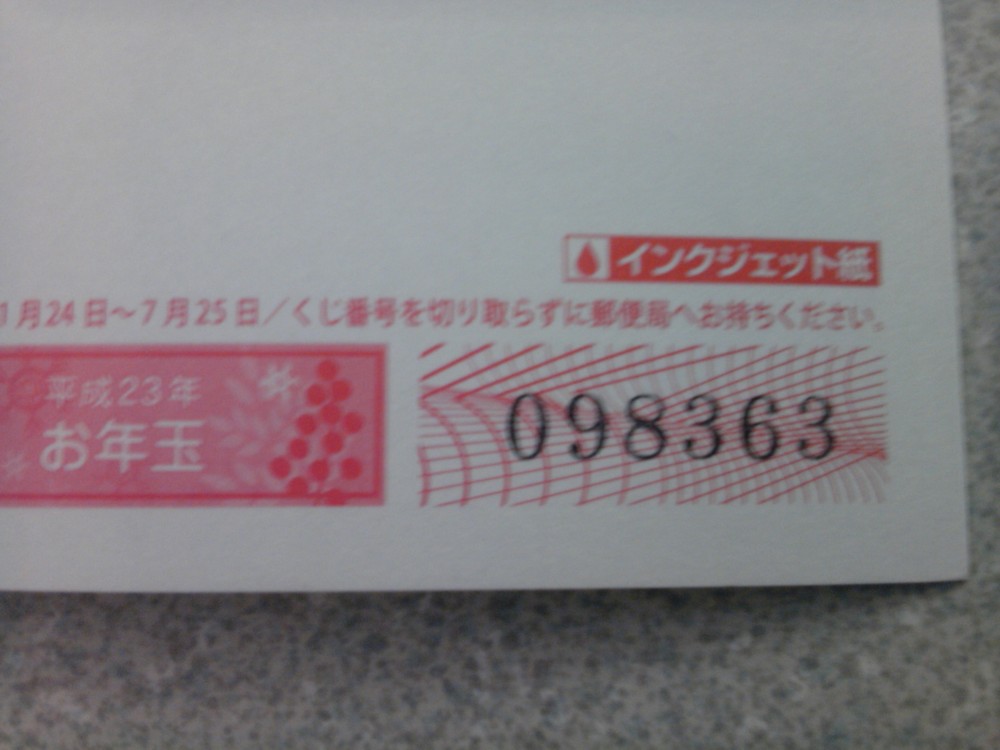 インクジェット紙
1月24日～7月25日／くじ番号を切り取らずに郵便局へお持ちください。
平成23年
お年玉
098363